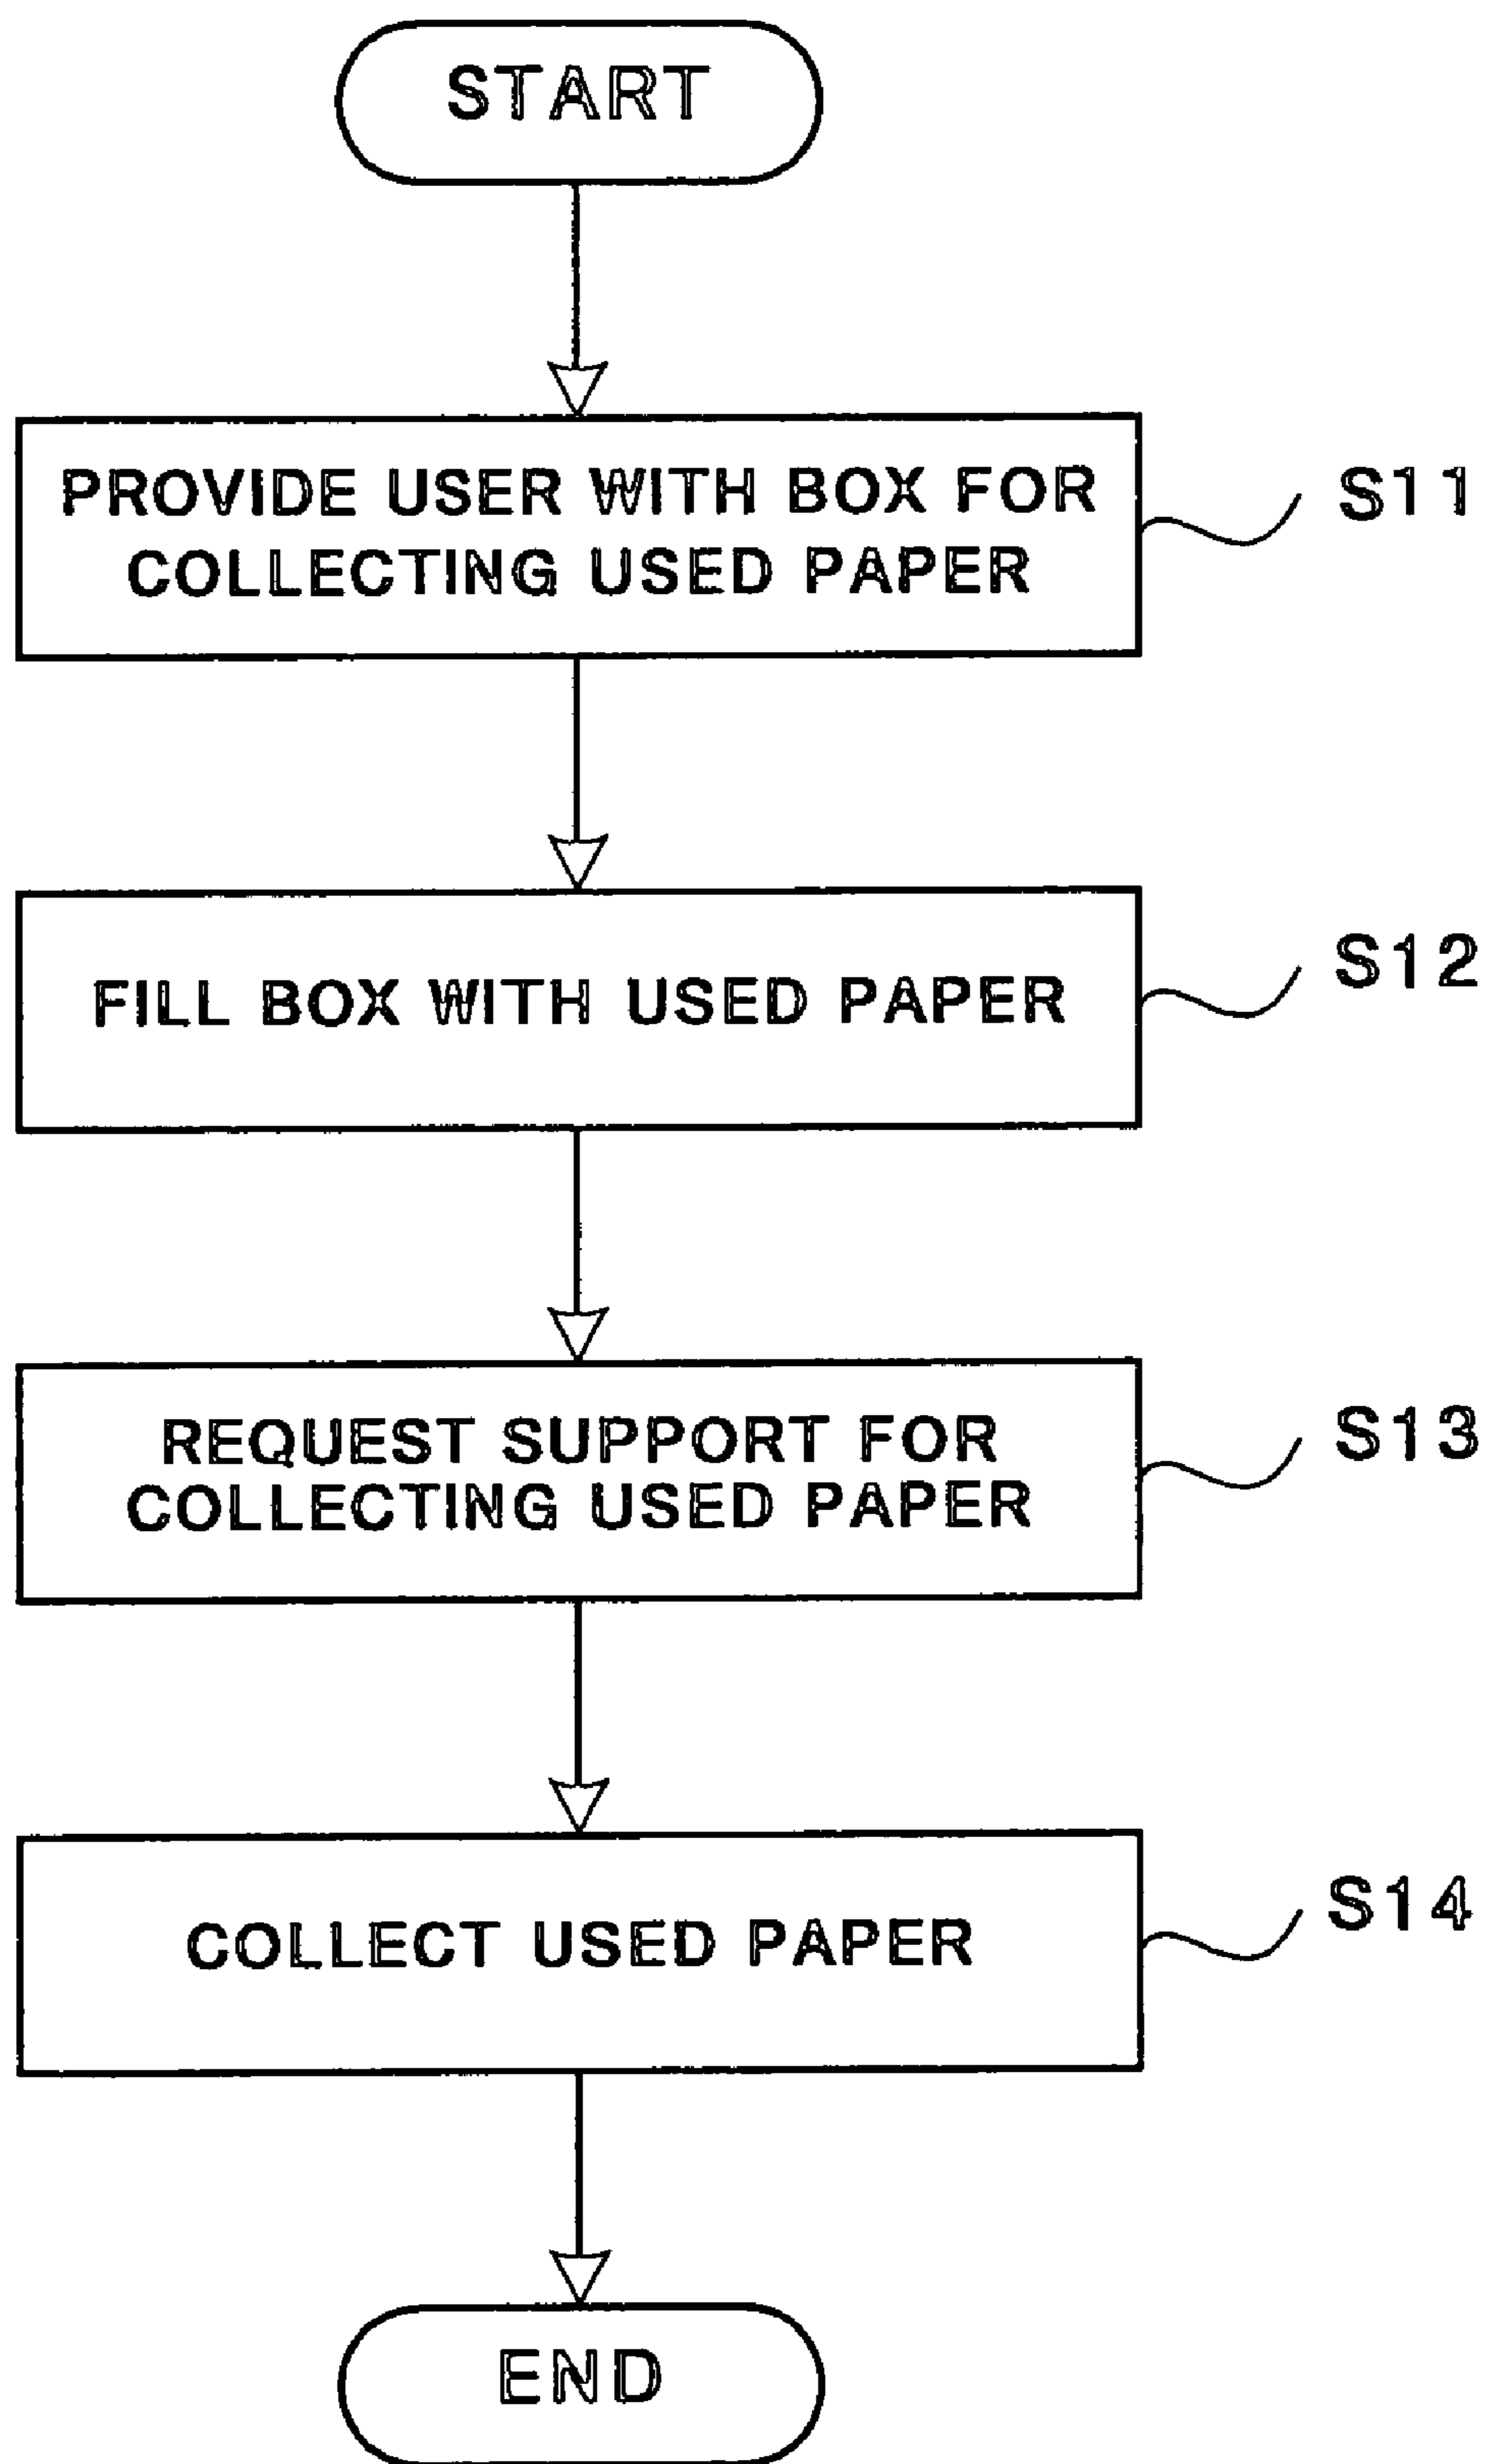 START
PROVIDE USER WITH BOX FOR
COLLECTING USED PAPER
S11
FILL BOX WITH USED PAPER
S12
REQUEST SUPPORT FOR
COLLECTING USED PAPER
S13
COLLECT USED PAPER
S14
END